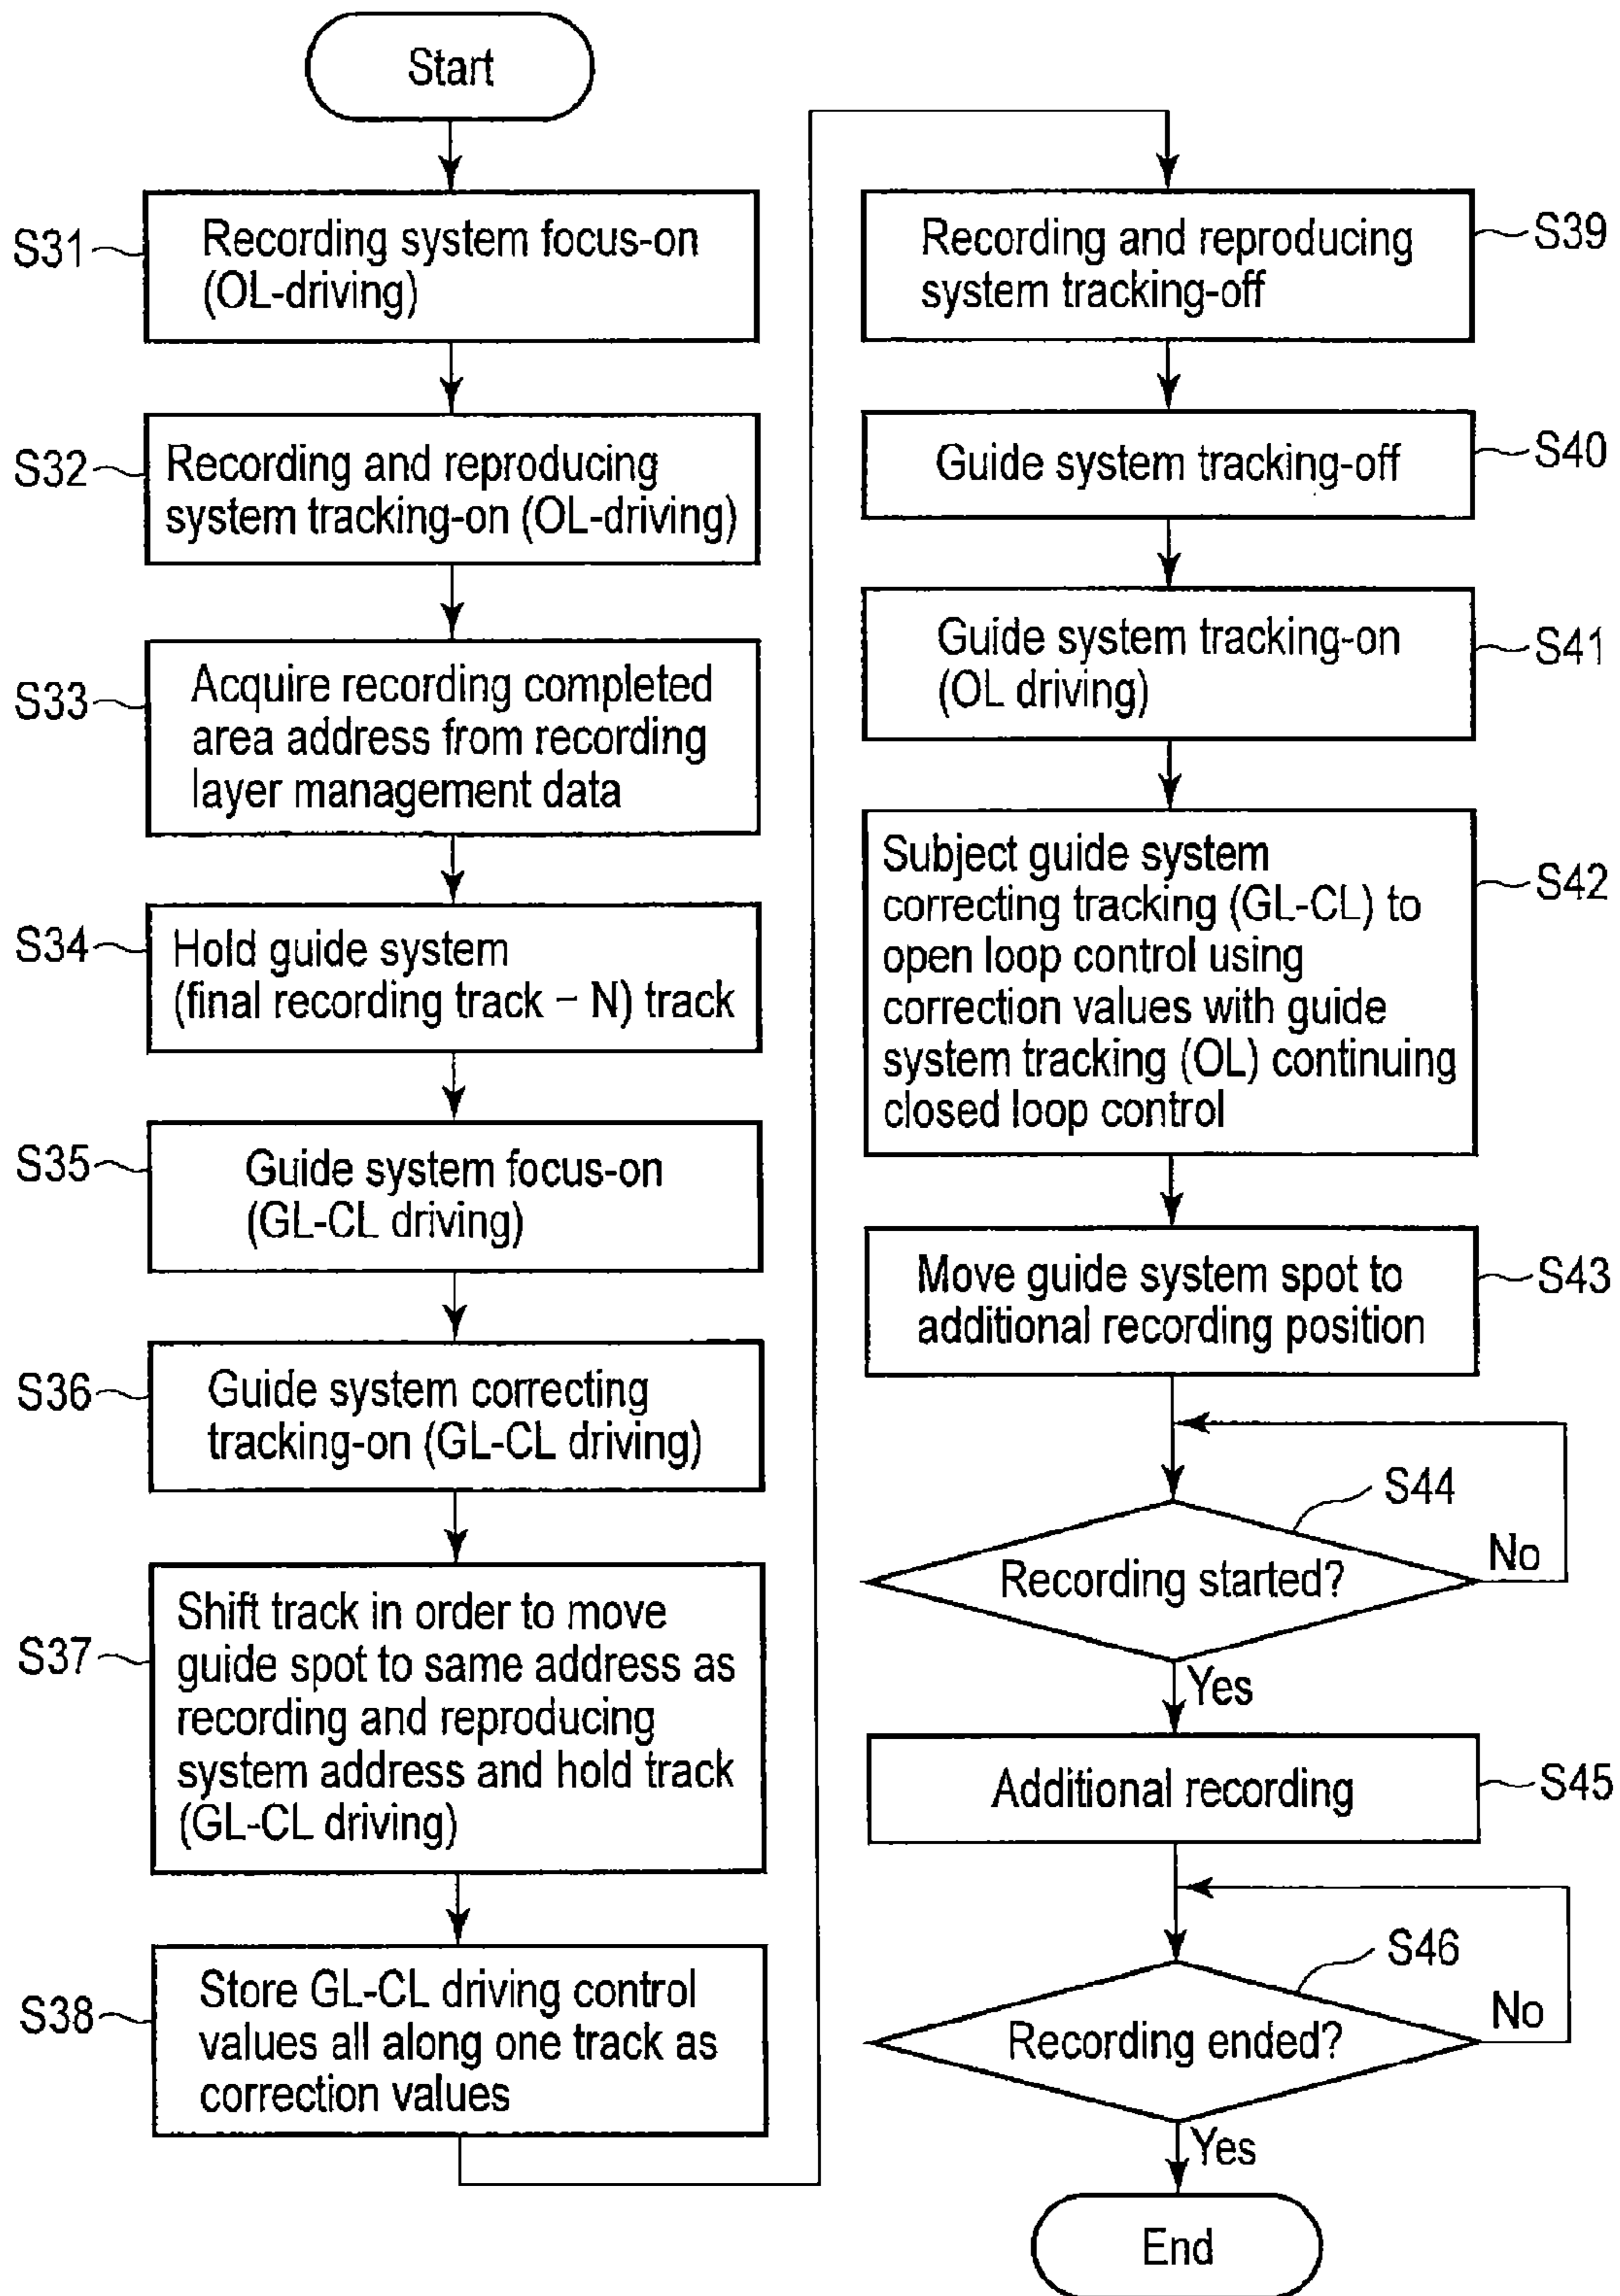 Start
S31
Recording system focus-on
(OL-driving)
S32
Recording and reproducing
system tracking-on (OL-driving)
S33
Acquire recording completed
area address from recording
layer management data
S34
Hold guide system
(final recording track – N) track
S35
Guide system focus-on
(GL-CL driving)
S36
Guide system correcting
tracking-on (GL-CL driving)
S37
Shift track in order to move
guide spot to same address as
recording and reproducing
system address and hold track
(GL-CL driving)
S38
Store GL-CL driving control
values all along one track as
correction values
Recording and reproducing
system tracking-off
S39
Guide system tracking-off
S40
Guide system tracking-on
(OL driving)
S41
Subject guide system
correcting tracking (GL-CL) to
open loop control using
correction values with guide
system tracking (OL) continuing
closed loop control
S42
Move guide system spot to
additional recording position
S43
S44
Recording started?
No
Yes
Additional recording
S45
S46
Recording ended?
No
Yes
End